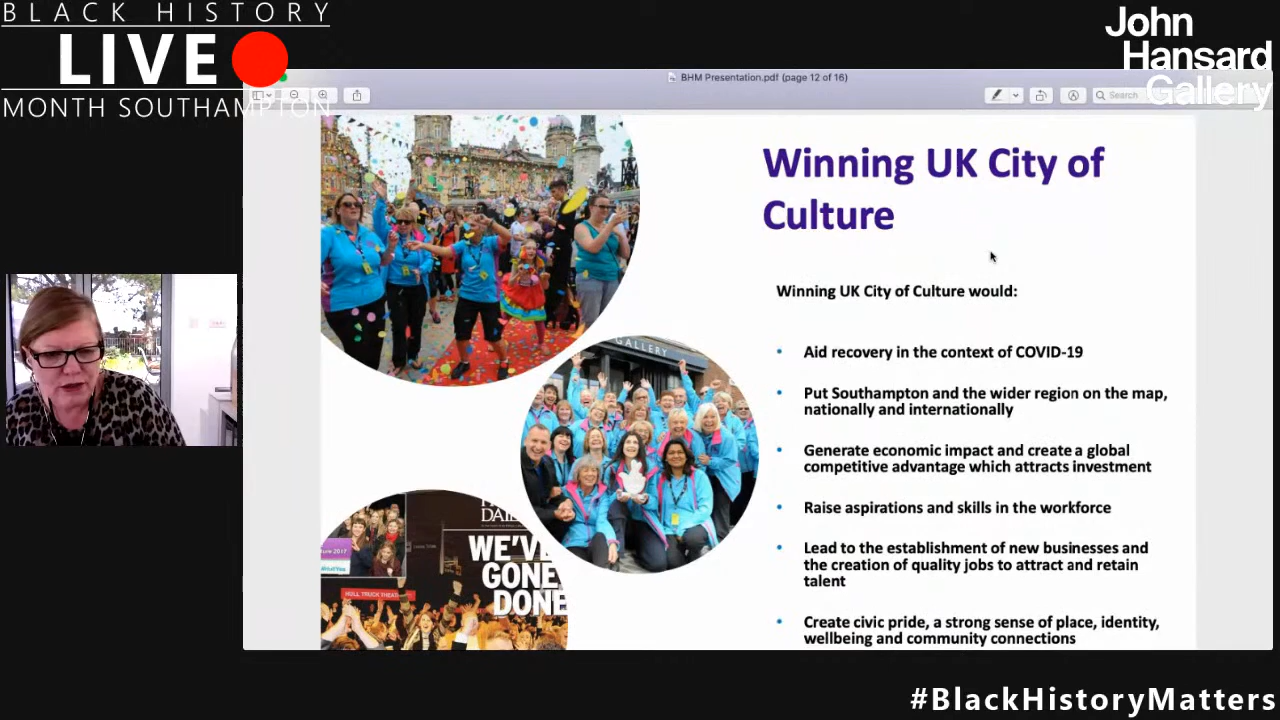 BLACK HISTORY
LIVE
MONTH SOUTHAMPTON
John
Hansard
Gallery
BHM Presentation.pdf (page 12 of 16)
Search
Winning UK City of
Culture
Winning UK City of Culture would:
• Aid recovery in the context of COVID-19
• Put Southampton and the wider region on the map,
nationally and internationally
• Generate economic impact and create a global
competitive advantage which attracts investment
• Raise aspirations and skills in the workforce
• Lead to the establishment of new businesses and
the creation of quality jobs to attract and retain
talent
• Create civic pride, a strong sense of place, identity,
wellbeing and community connections
GALLERY
DAIL
WE'VE
GONE
DONE
HULL TRUCK THEATRE
#BlackHistoryMatters